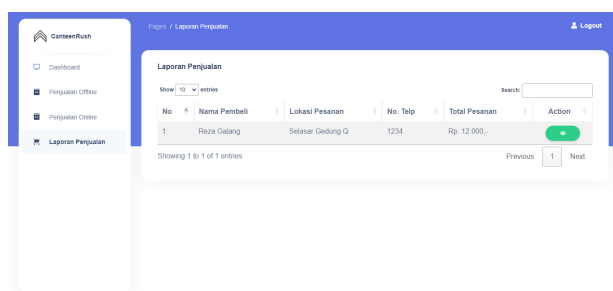 CanteenRush
Dashboard
Penjualan Offline
Penjualan Online
Laporan Penjualan
Pages / Laporan Penjualan
Logout
Laporan Penjualan
Show 10 entries
Search:
No Nama Pembeli Lokasi Pesanan No. Telp Total Pesanan Action
1 Reza Galang Selasar Gedung Q 1234 Rp. 12.000,-
Showing 1 to 1 of 1 entries
Previous 1 Next